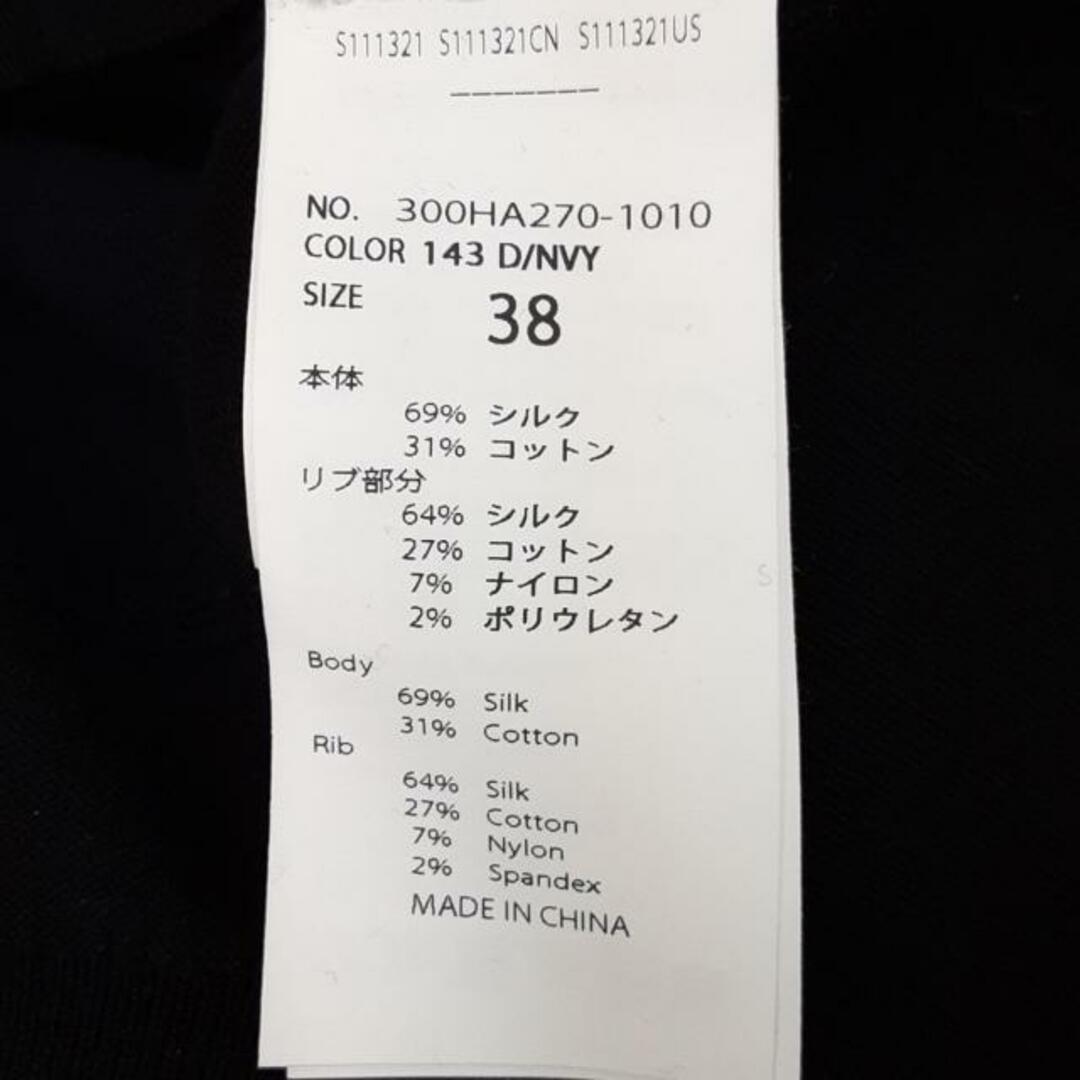 S111321 S111321CN S111321US
-------
NO. 300HA270-1010
COLOR 143 D/NVY
SIZE 38
本体
69% シルク
31% コットン
リブ部分
64% シルク
27% コットン
7% ナイロン
2% ポリウレタン
Body
69% Silk
31% Cotton
Rib
64% Silk
27% Cotton
7% Nylon
2% Spandex
MADE IN CHINA